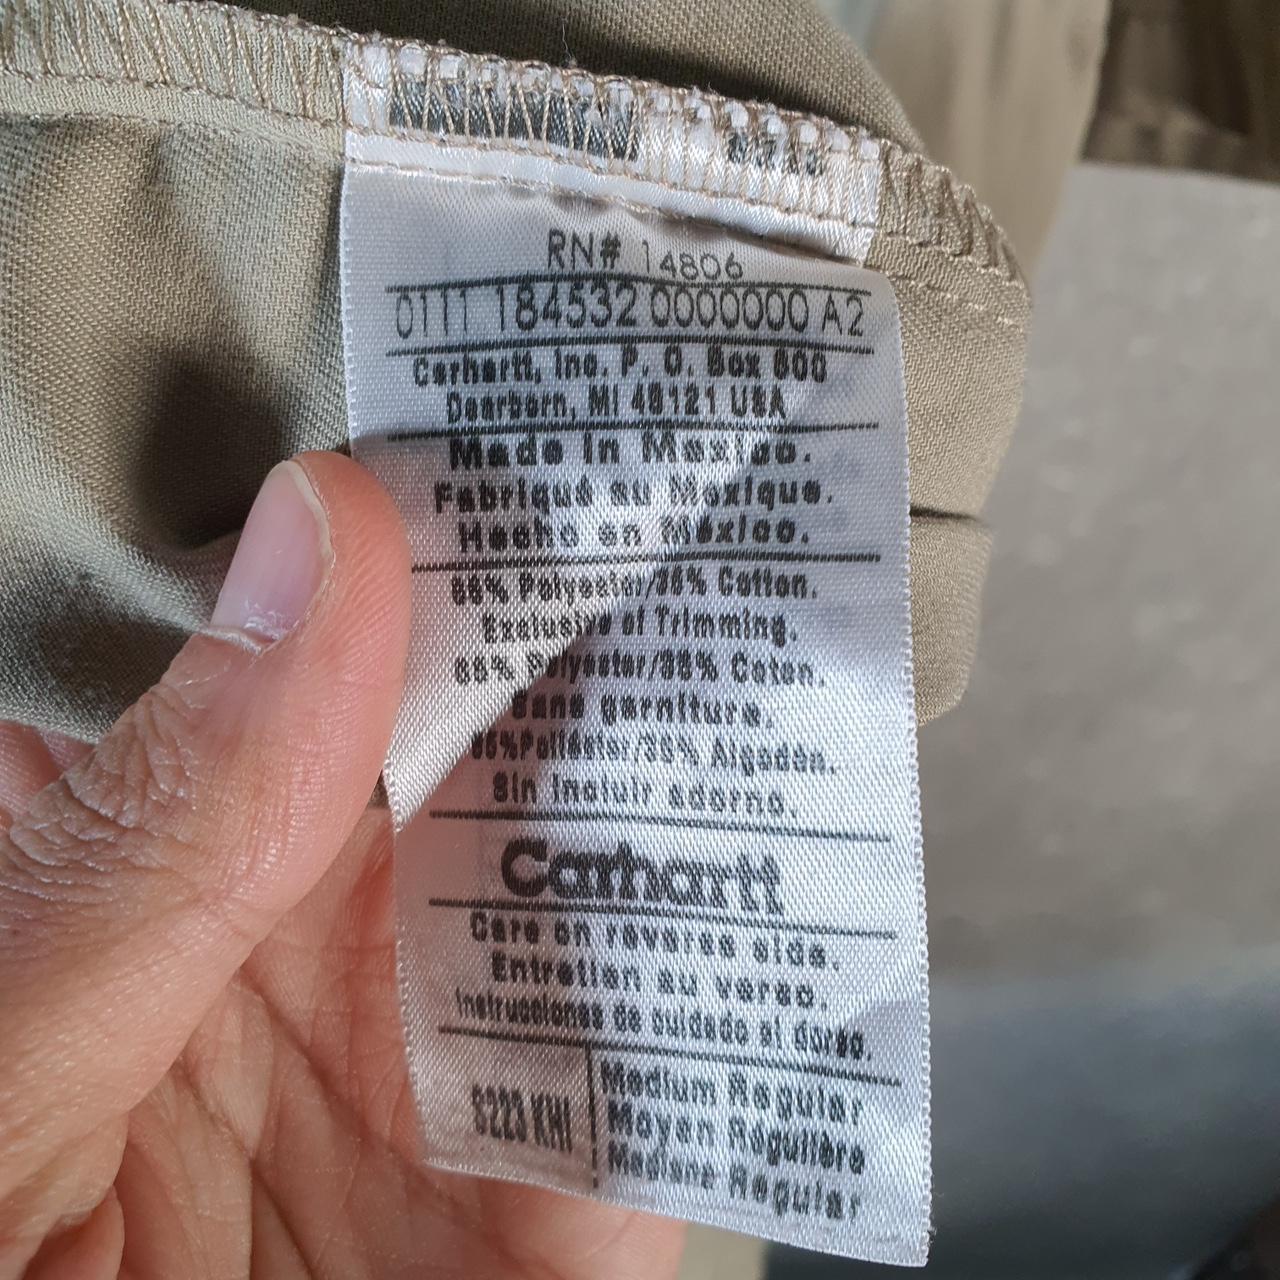 RN# 14806
0111 184532 0000000 A2
Carhartt, Inc. P. O. Box 600
Dearborn, MI 48121 USA
Made in Mexico.
Fabriqué au Mexique.
Hecho en México.
65% Polyester/35% Cotton.
Exclusive of Trimming.
65% Polyester/35% Coton.
Sans garniture.
65%Poliéster/35% Algodón.
Sin incluir adorno.
Carhartt
Care on reverse side.
Entretien au verso.
Instrucciones de cuidado al dorso.
S223 KHI
Medium Regular
Moyen Regulière
Mediano Regular